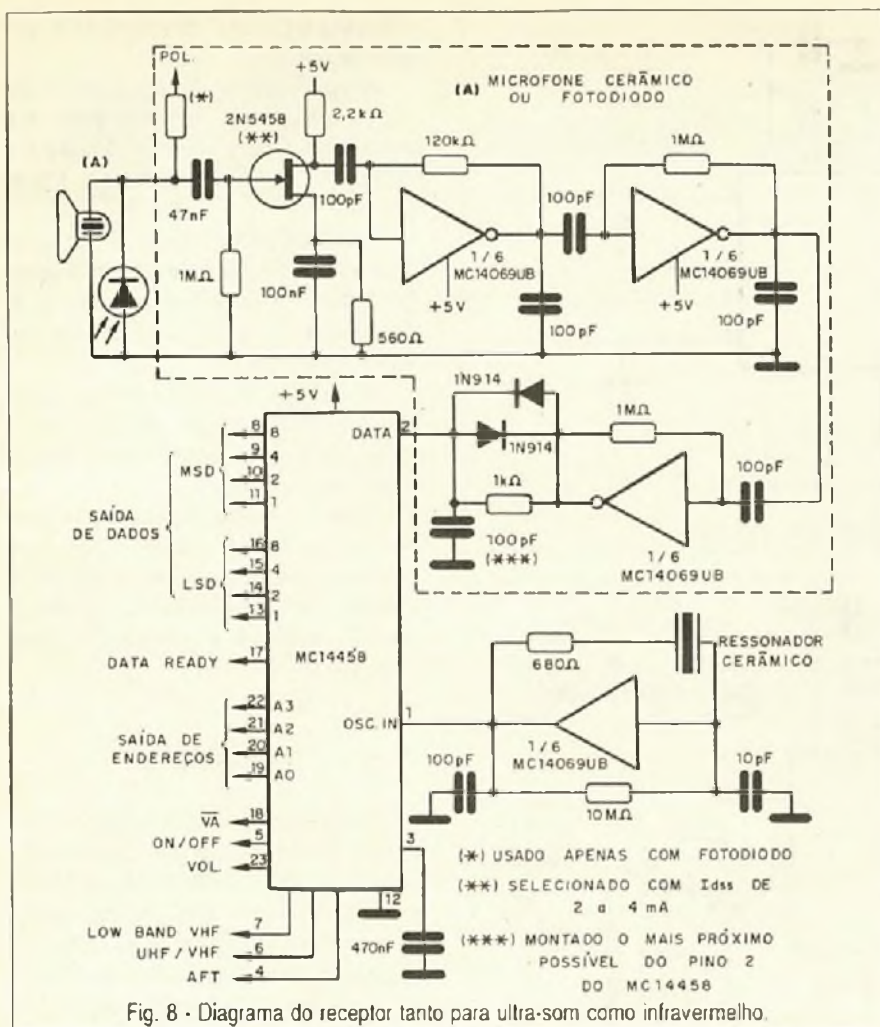 POL.
(*)
+5V
(A) MICROFONE CERÂMICO
OU FOTODIODO
2N5458
(**)
2,2kΩ
120kΩ
1MΩ
(A)
47nF
100pF
100pF
1/6
MC14069UB
+5V
1/6
MC14069UB
+5V
1MΩ
100nF
560Ω
100pF
100pF
+5V
1N914
1N914
1MΩ
1kΩ
100pF
100pF
(***)
1/6
MC14069UB
DATA
2
8 8
9 4
10 2
11 1
MSD
SAÍDA
DE DADOS
16 8
15 4
14 2
13 1
LSD
DATA READY
17
MC14458
22 A3
21 A2
20 A1
19 A0
SAÍDA DE
ENDEREÇOS
OSC. IN
1
680Ω
RESSONADOR
CERÂMICO
1/6
MC14069UB
100pF
10pF
10MΩ
VA
18
ON/OFF
5
VOL.
23
3
12
470nF
LOW BAND VHF
7
UHF/VHF
6
AFT
4
(*) USADO APENAS COM FOTODIODO
(**) SELECIONADO COM Idss DE
2 a 4 mA
(***) MONTADO O MAIS PRÓXIMO
POSSÍVEL DO PINO 2
DO MC14458
Fig. 8 - Diagrama do receptor tanto para ultra-som como infravermelho.